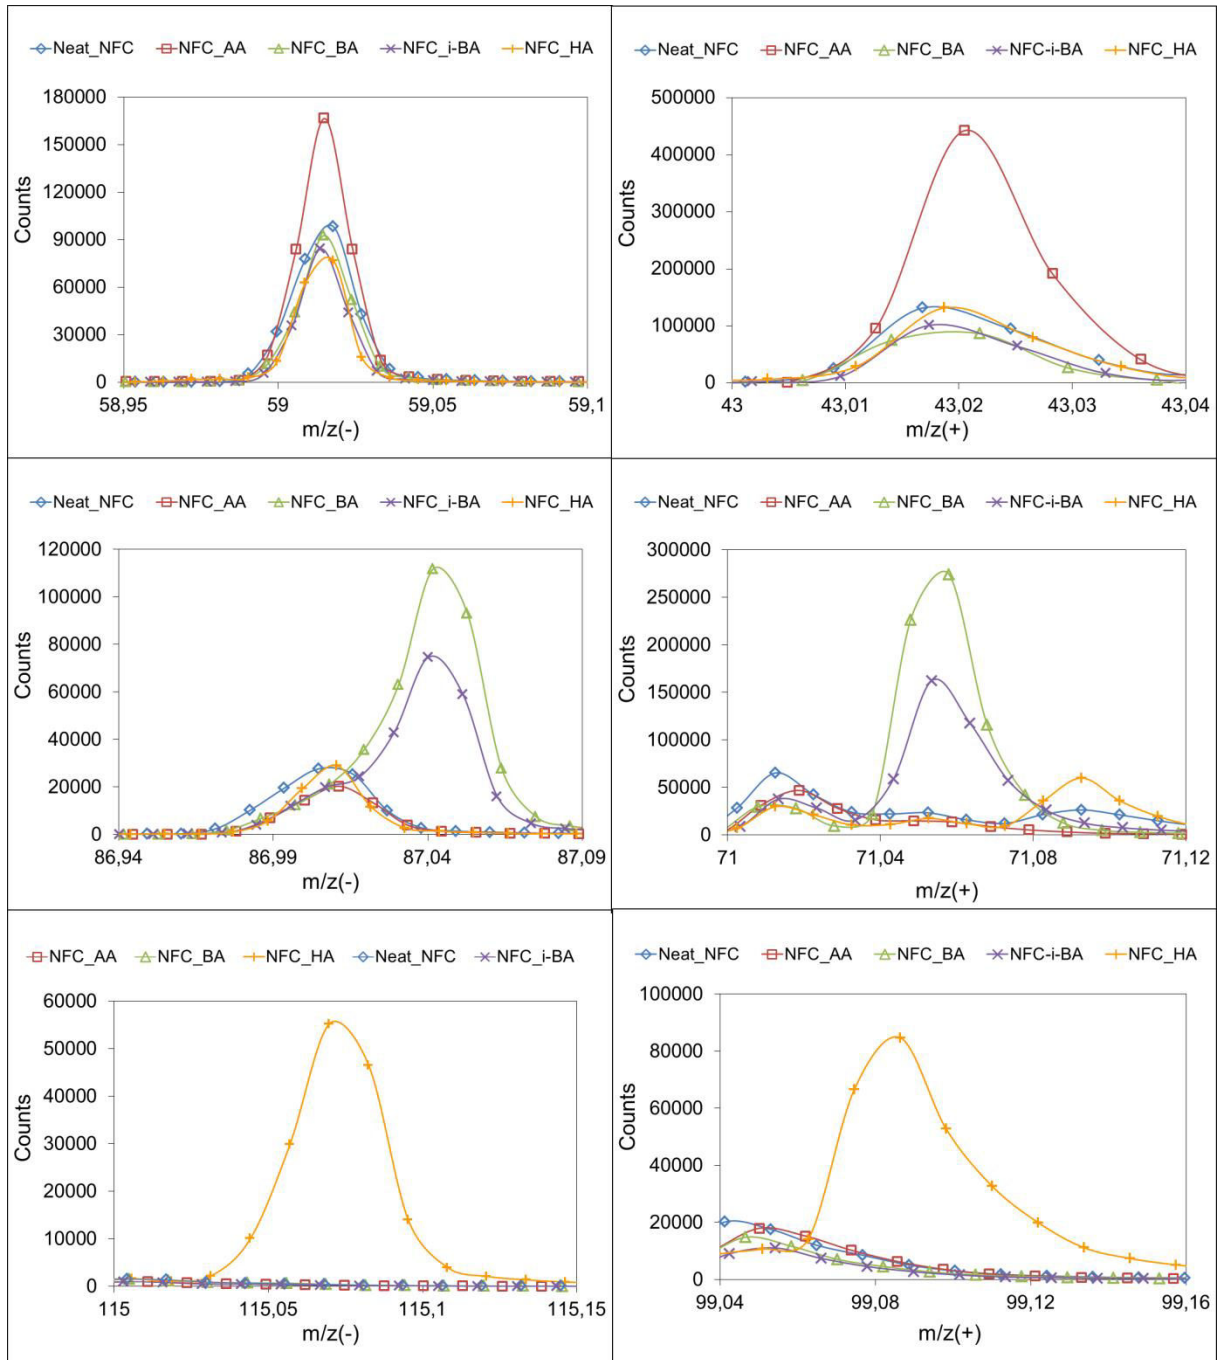 Neat_NFC NFC_AA NFC_BA NFC_i-BA NFC_HA
180000
150000
120000
90000
60000
30000
0
Counts
58,95 59 59,05 59,1
m/z(-)
Neat_NFC NFC_AA NFC_BA NFC-i-BA NFC_HA
500000
400000
300000
200000
100000
0
Counts
43 43,01 43,02 43,03 43,04
m/z(+)
Neat_NFC NFC_AA NFC_BA NFC_i-BA NFC_HA
120000
100000
80000
60000
40000
20000
0
Counts
86,94 86,99 87,04 87,09
m/z(-)
Neat_NFC NFC_AA NFC_BA NFC-i-BA NFC_HA
300000
250000
200000
150000
100000
50000
0
Counts
71 71,04 71,08 71,12
m/z(+)
NFC_AA NFC_BA NFC_HA Neat_NFC NFC_i-BA
60000
50000
40000
30000
20000
10000
0
Counts
115 115,05 115,1 115,15
m/z(-)
Neat_NFC NFC_AA NFC_BA NFC-i-BA NFC_HA
100000
80000
60000
40000
20000
0
Counts
99,04 99,08 99,12 99,16
m/z(+)